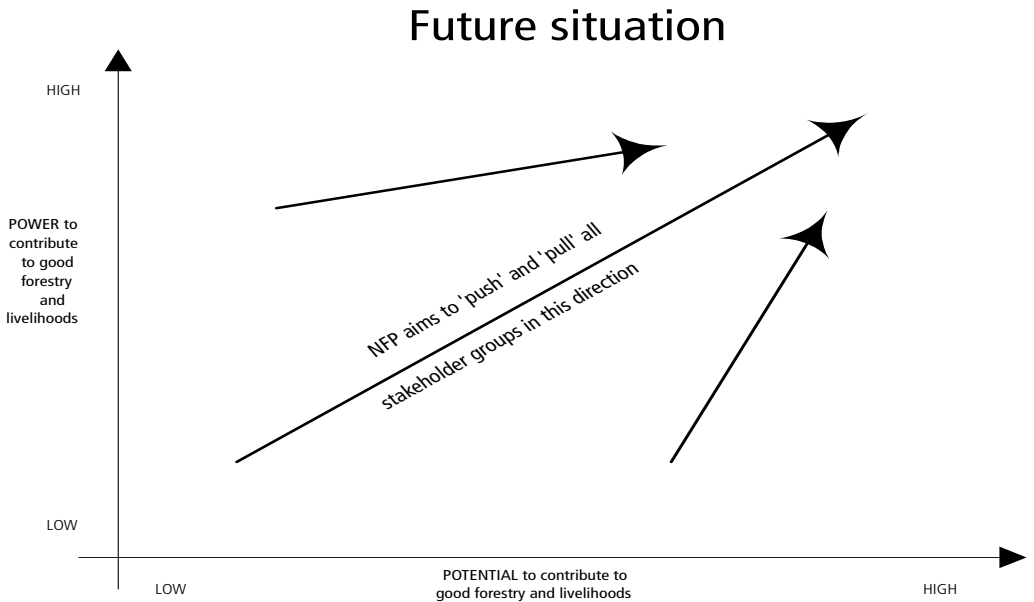 Future situation
HIGH
POWER to
contribute
to good
forestry
and
livelihoods
NFP aims to 'push' and 'pull' all
stakeholder groups in this direction
LOW
LOW
POTENTIAL to contribute to
good forestry and livelihoods
HIGH